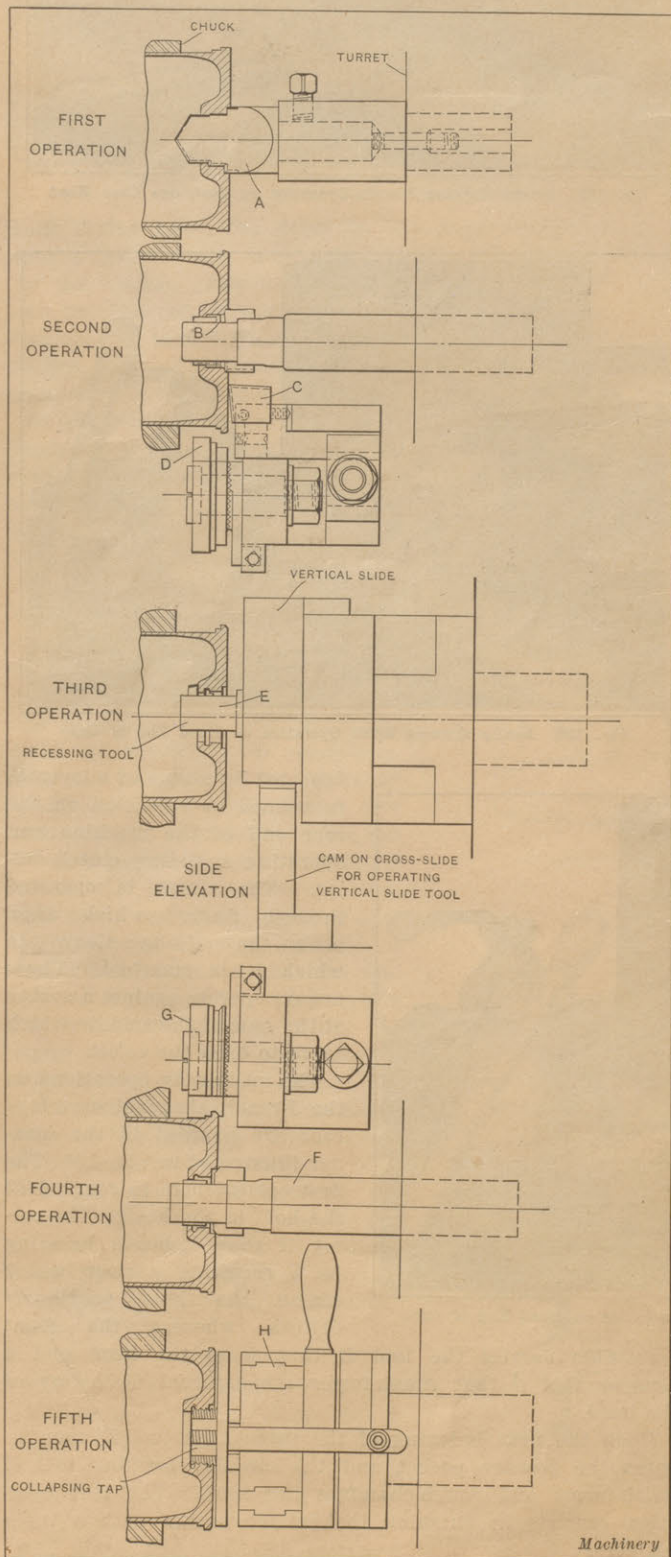 CHUCK
TURRET
FIRST
OPERATION
A
SECOND
OPERATION
B
C
D
VERTICAL SLIDE
THIRD
OPERATION
E
RECESSING TOOL
SIDE
ELEVATION
CAM ON CROSS-SLIDE
FOR OPERATING
VERTICAL SLIDE TOOL
G
F
FOURTH
OPERATION
H
FIFTH
OPERATION
COLLAPSING TAP
Machinery